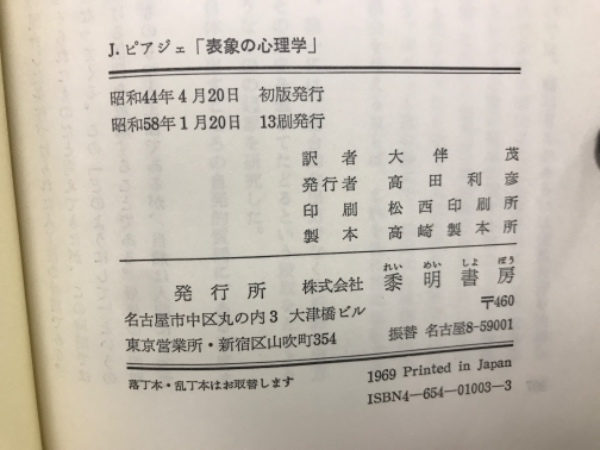 J. ピアジェ「表象の心理学」
昭和44年4月20日 初版発行
昭和58年1月20日 13刷発行
訳者 大伴茂
発行者 高田利彦
印刷 松西印刷所
製本 高崎製本所
れい めい しょ ぼう
発行所 株式会社 黎明書房
〒460
名古屋市中区丸の内3 大津橋ビル
振替 名古屋8-59001
東京営業所・新宿区山吹町354
落丁本・乱丁本はお取替します
1969 Printed in Japan
ISBN4-654-01003-3